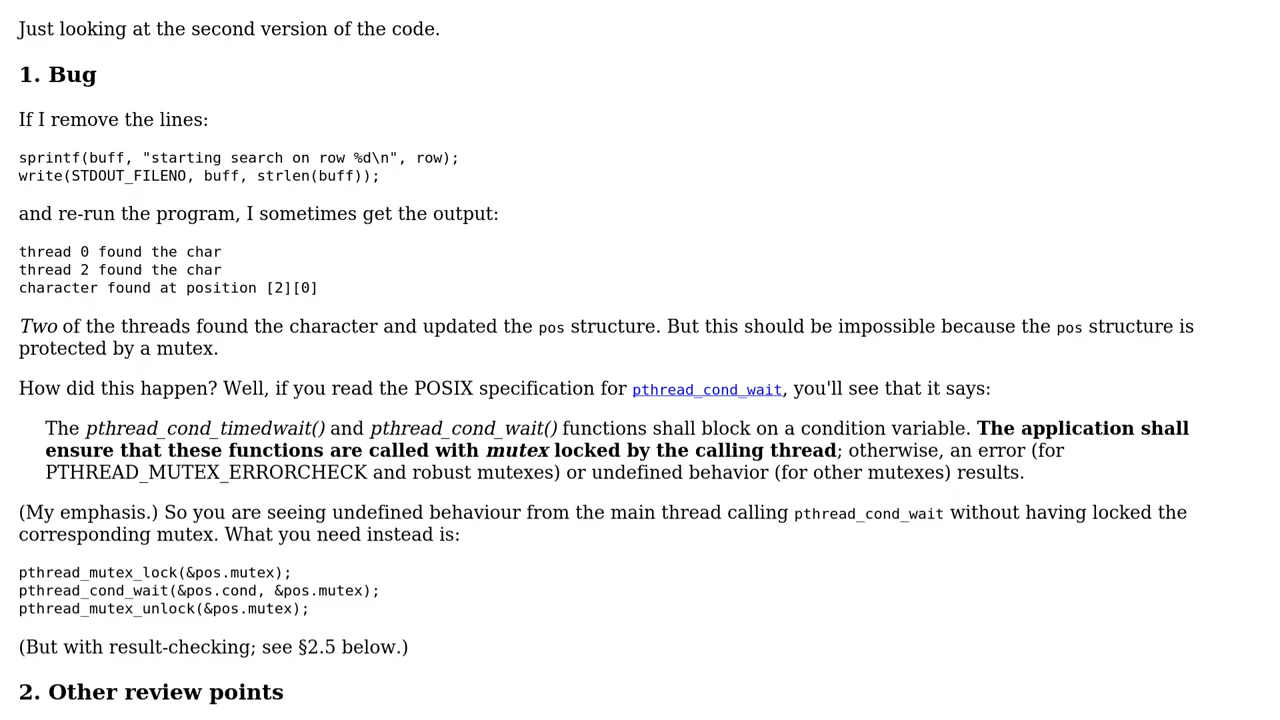 Just looking at the second version of the code.
1. Bug
If I remove the lines:
sprintf(buff, "starting search on row %d\n", row);
write(STDOUT_FILENO, buff, strlen(buff));
and re-run the program, I sometimes get the output:
thread 0 found the char
thread 2 found the char
character found at position [2][0]
Two of the threads found the character and updated the pos structure. But this should be impossible because the pos structure is
protected by a mutex.
How did this happen? Well, if you read the POSIX specification for pthread_cond_wait, you'll see that it says:
The pthread_cond_timedwait() and pthread_cond_wait() functions shall block on a condition variable. The application shall
ensure that these functions are called with mutex locked by the calling thread; otherwise, an error (for
PTHREAD_MUTEX_ERRORCHECK and robust mutexes) or undefined behavior (for other mutexes) results.
(My emphasis.) So you are seeing undefined behaviour from the main thread calling pthread_cond_wait without having locked the
corresponding mutex. What you need instead is:
pthread_mutex_lock(&pos.mutex);
pthread_cond_wait(&pos.cond, &pos.mutex);
pthread_mutex_unlock(&pos.mutex);
(But with result-checking; see §2.5 below.)
2. Other review points